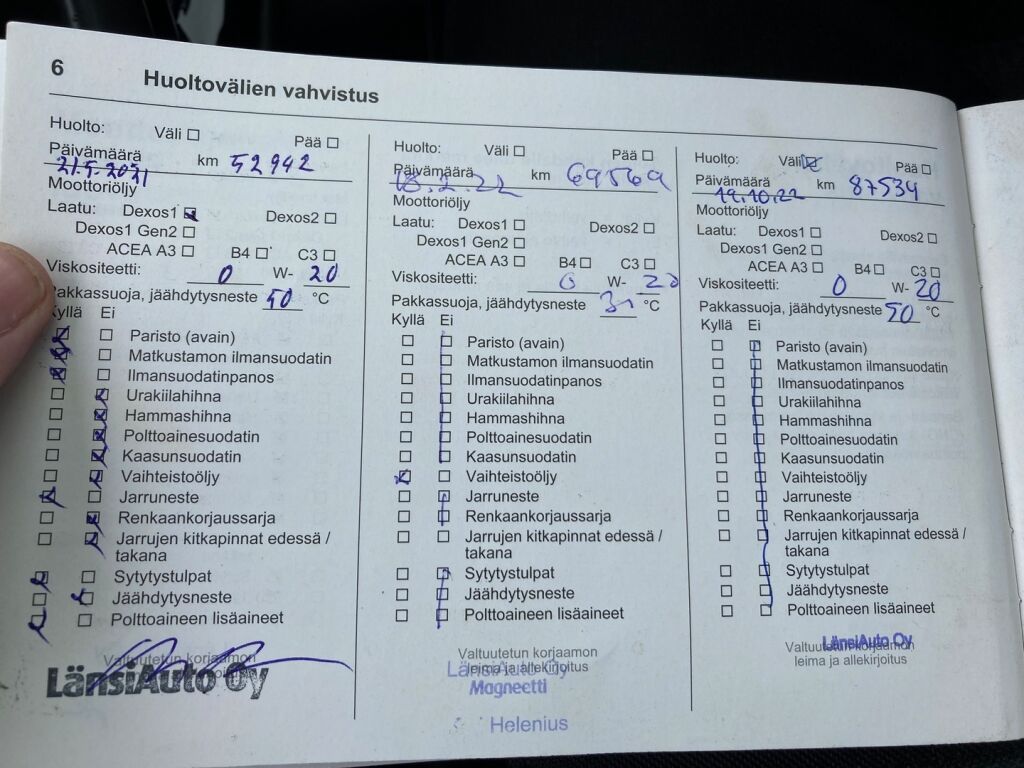 6
Huoltovälien vahvistus
Huolto: Väli Pää
Päivämäärä km 52942
21.5.2021
Moottoriöljy
Laatu: Dexos1 Dexos2
Dexos1 Gen2
ACEA A3 B4 C3
Viskositeetti: 0 W- 20
Pakkassuoja, jäähdytysneste 50 °C
Kyllä Ei
Paristo (avain)
Matkustamon ilmansuodatin
Ilmansuodatinpanos
Urakiilahihna
Hammashihna
Polttoainesuodatin
Kaasunsuodatin
Vaihteistoöljy
Jarruneste
Renkaankorjaussarja
Jarrujen kitkapinnat edessä /
takana
Sytytystulpat
Jäähdytysneste
Polttoaineen lisäaineet
Valtuutetun korjaamon
LänsiAuto Oy
Huolto: Väli Pää
Päivämäärä km 69569
18.2.22
Moottoriöljy
Laatu: Dexos1 Dexos2
Dexos1 Gen2
ACEA A3 B4 C3
Viskositeetti: 0 W- 20
Pakkassuoja, jäähdytysneste °C
Kyllä Ei
Paristo (avain)
Matkustamon ilmansuodatin
Ilmansuodatinpanos
Urakiilahihna
Hammashihna
Polttoainesuodatin
Kaasunsuodatin
Vaihteistoöljy
Jarruneste
Renkaankorjaussarja
Jarrujen kitkapinnat edessä /
takana
Sytytystulpat
Jäähdytysneste
Polttoaineen lisäaineet
Valtuutetun korjaamon
leima ja allekirjoitus
LänsiAuto Oy
Magneetti
Helenius
Huolto: Väli Pää
Päivämäärä km 87534
19.10.22
Moottoriöljy
Laatu: Dexos1 Dexos2
Dexos1 Gen2
ACEA A3 B4 C3
Viskositeetti: 0 W- 20
Pakkassuoja, jäähdytysneste 50 °C
Kyllä Ei
Paristo (avain)
Matkustamon ilmansuodatin
Ilmansuodatinpanos
Urakiilahihna
Hammashihna
Polttoainesuodatin
Kaasunsuodatin
Vaihteistoöljy
Jarruneste
Renkaankorjaussarja
Jarrujen kitkapinnat edessä /
takana
Sytytystulpat
Jäähdytysneste
Polttoaineen lisäaineet
LänsiAuto Oy
Valtuutetun korjaamon
leima ja allekirjoitus